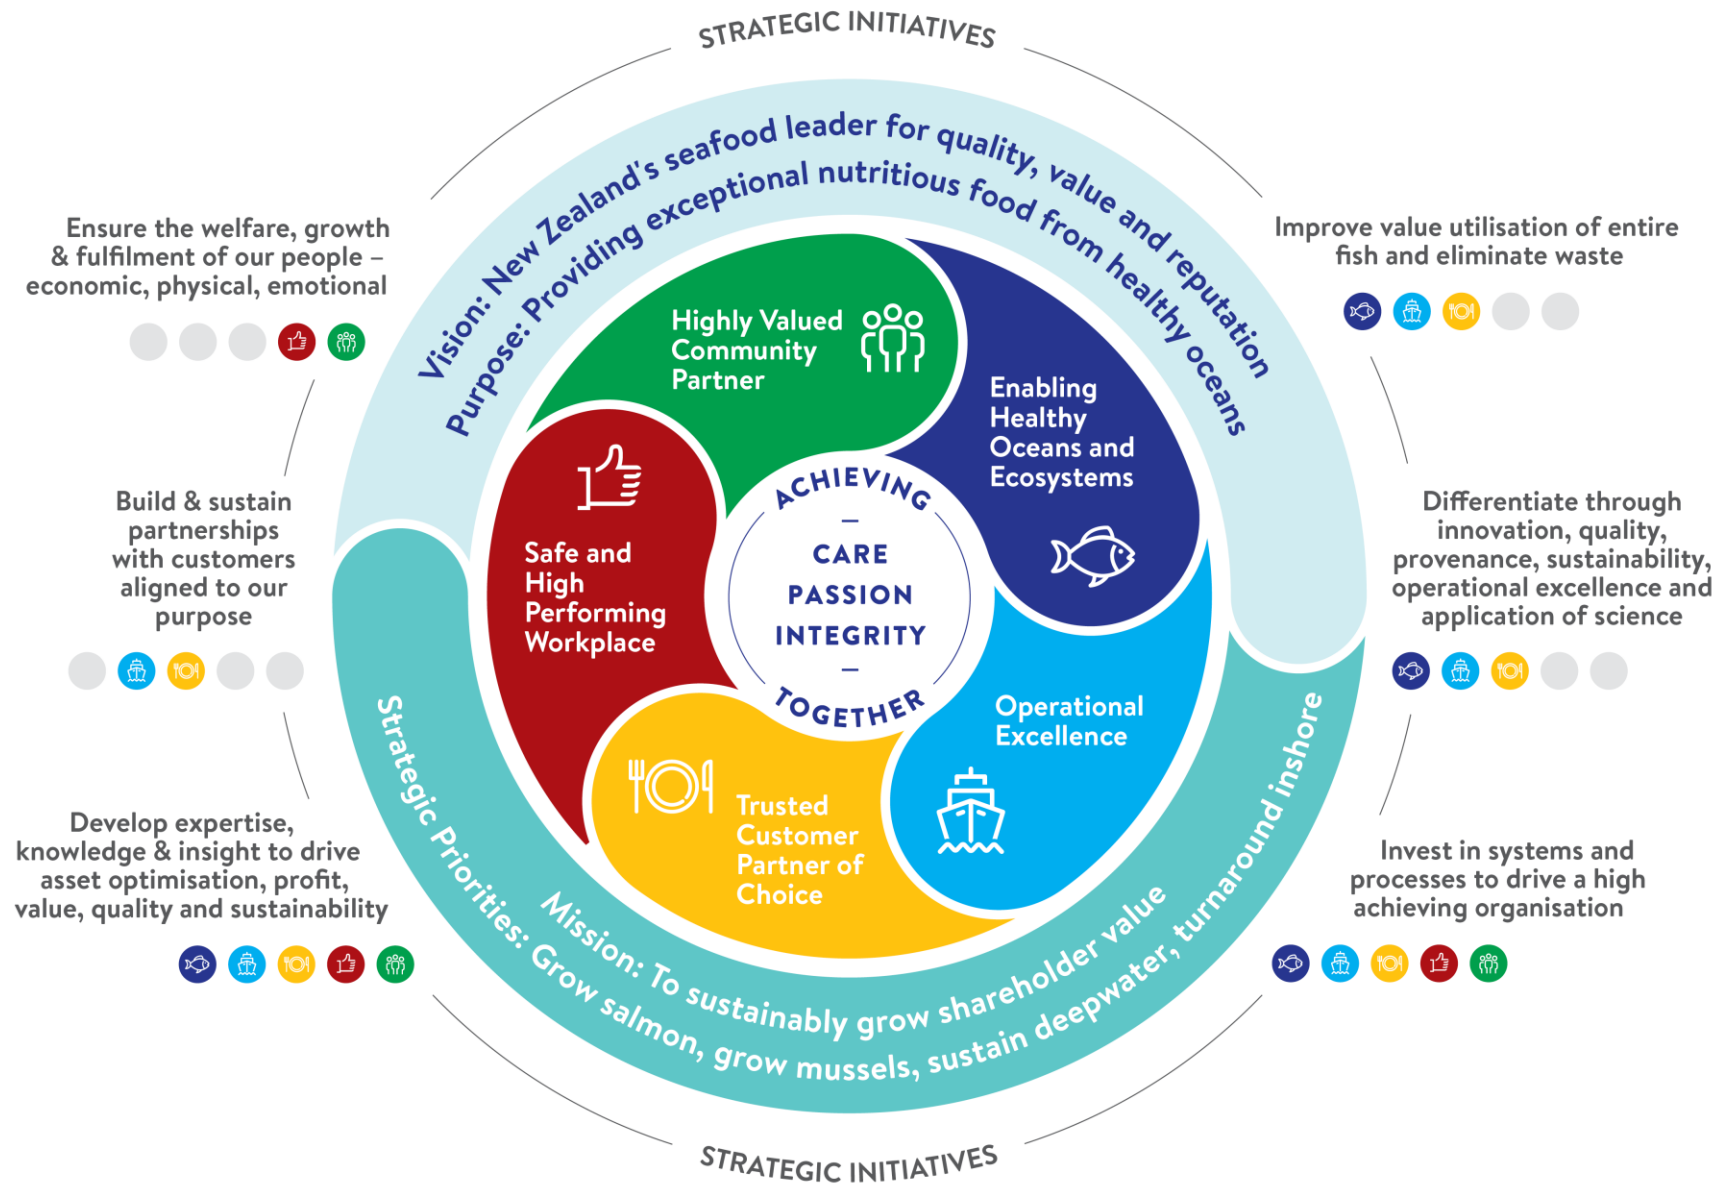 STRATEGIC INITIATIVES
Vision: New Zealand's seafood leader for quality, value and reputation
Purpose: Providing exceptional nutritious food from healthy oceans
Ensure the welfare, growth
& fulfilment of our people –
economic, physical, emotional
Build & sustain
partnerships
with customers
aligned to our
purpose
Develop expertise,
knowledge & insight to drive
asset optimisation, profit,
value, quality and sustainability
Highly Valued
Community
Partner
Enabling
Healthy
Oceans and
Ecosystems
Safe and
High
Performing
Workplace
ACHIEVING
–
CARE
PASSION
INTEGRITY
–
TOGETHER
Operational
Excellence
Trusted
Customer
Partner of
Choice
Improve value utilisation of entire
fish and eliminate waste
Differentiate through
innovation, quality,
provenance, sustainability,
operational excellence and
application of science
Invest in systems and
processes to drive a high
achieving organisation
Mission: To sustainably grow shareholder value
Strategic Priorities: Grow salmon, grow mussels, sustain deepwater, turnaround inshore
STRATEGIC INITIATIVES